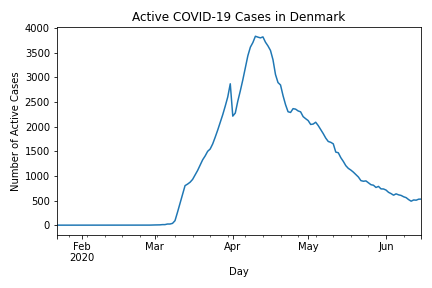 Active COVID-19 Cases in Denmark
Number of Active Cases
4000
3500
3000
2500
2000
1500
1000
500
0
Feb Mar Apr May Jun
2020
Day